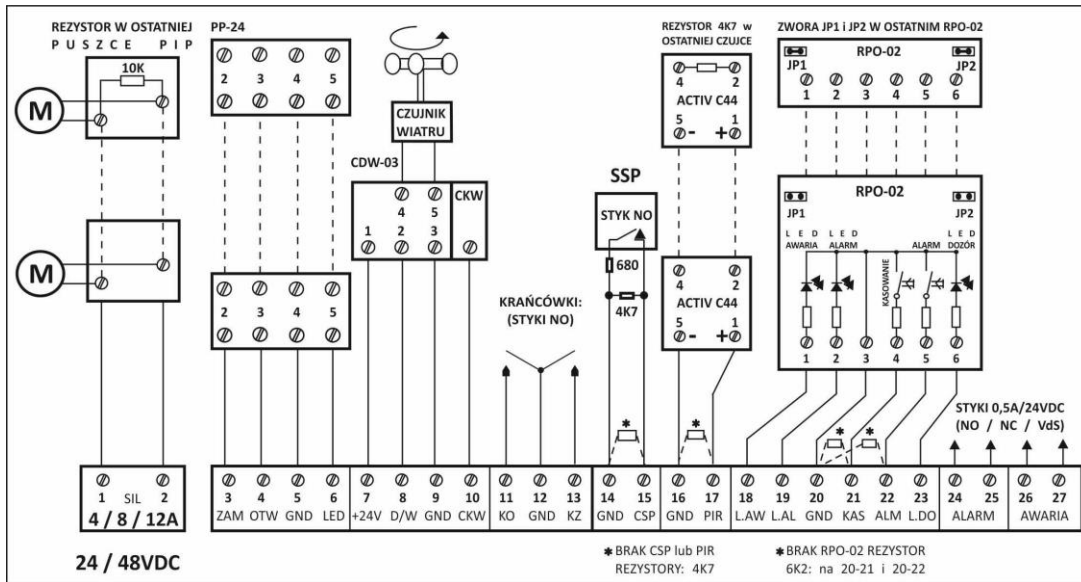 REZYSTOR W OSTATNIEJ
PUSZCE PIP
10K
M
M
1 SIL 2
4 / 8 / 12A
24 / 48VDC
PP-24
2 3 4 5
2 3 4 5
CZUJNIK
WIATRU
CDW-03
4 5 CKW
1 2 3
KRAŃCÓWKI:
(STYKI NO)
SSP
STYK NO
680
4K7
REZYSTOR 4K7 w
OSTATNIEJ CZUJCE
4 2
ACTIV C44
5 1
- +
4 2
ACTIV C44
5 1
- +
ZWORA JP1 i JP2 W OSTATNIM RPO-02
RPO-02
JP1 JP2
1 2 3 4 5 6
RPO-02
JP1 JP2
LED LED LED
AWARIA ALARM ALARM DOZÓR
KASOWANIE
1 2 3 4 5 6
STYKI 0,5A/24VDC
(NO / NC / VdS)
* * * *
3 4 5 6 7 8 9 10 11 12 13 14 15 16 17 18 19 20 21 22 23 24 25 26 27
ZAM OTW GND LED +24V D/W GND CKW KO GND KZ GND CSP GND PIR L.AW L.AL GND KAS ALM L.DO ALARM AWARIA
* BRAK CSP lub PIR
REZYSTORY: 4K7
* BRAK RPO-02 REZYSTOR
6K2: na 20-21 i 20-22